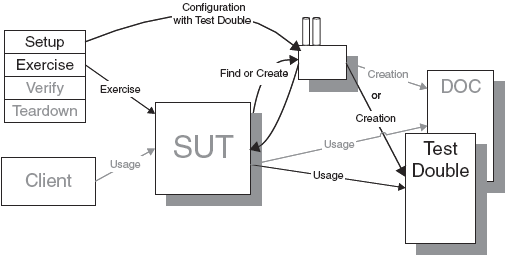 Configuration
with Test Double
Setup
Exercise
Verify
Teardown
Exercise
Find or Create
Creation
or
Creation
DOC
SUT
Usage
Usage
Usage
Client
Test
Double